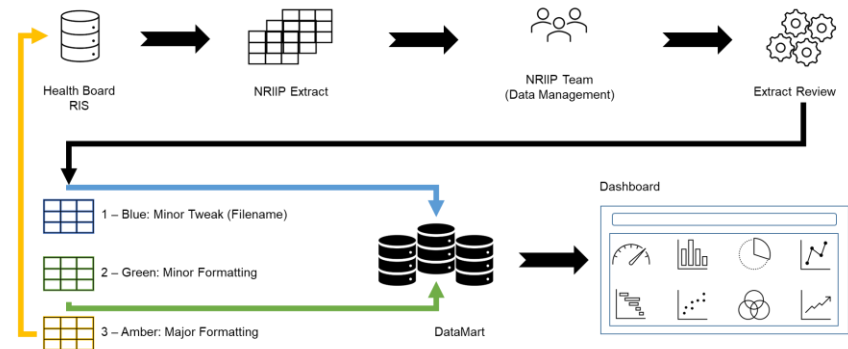 Health Board
RIS
NRIIP Extract
NRIIP Team
(Data Management)
Extract Review
Dashboard
1 – Blue: Minor Tweak (Filename)
2 – Green: Minor Formatting
3 – Amber: Major Formatting
DataMart